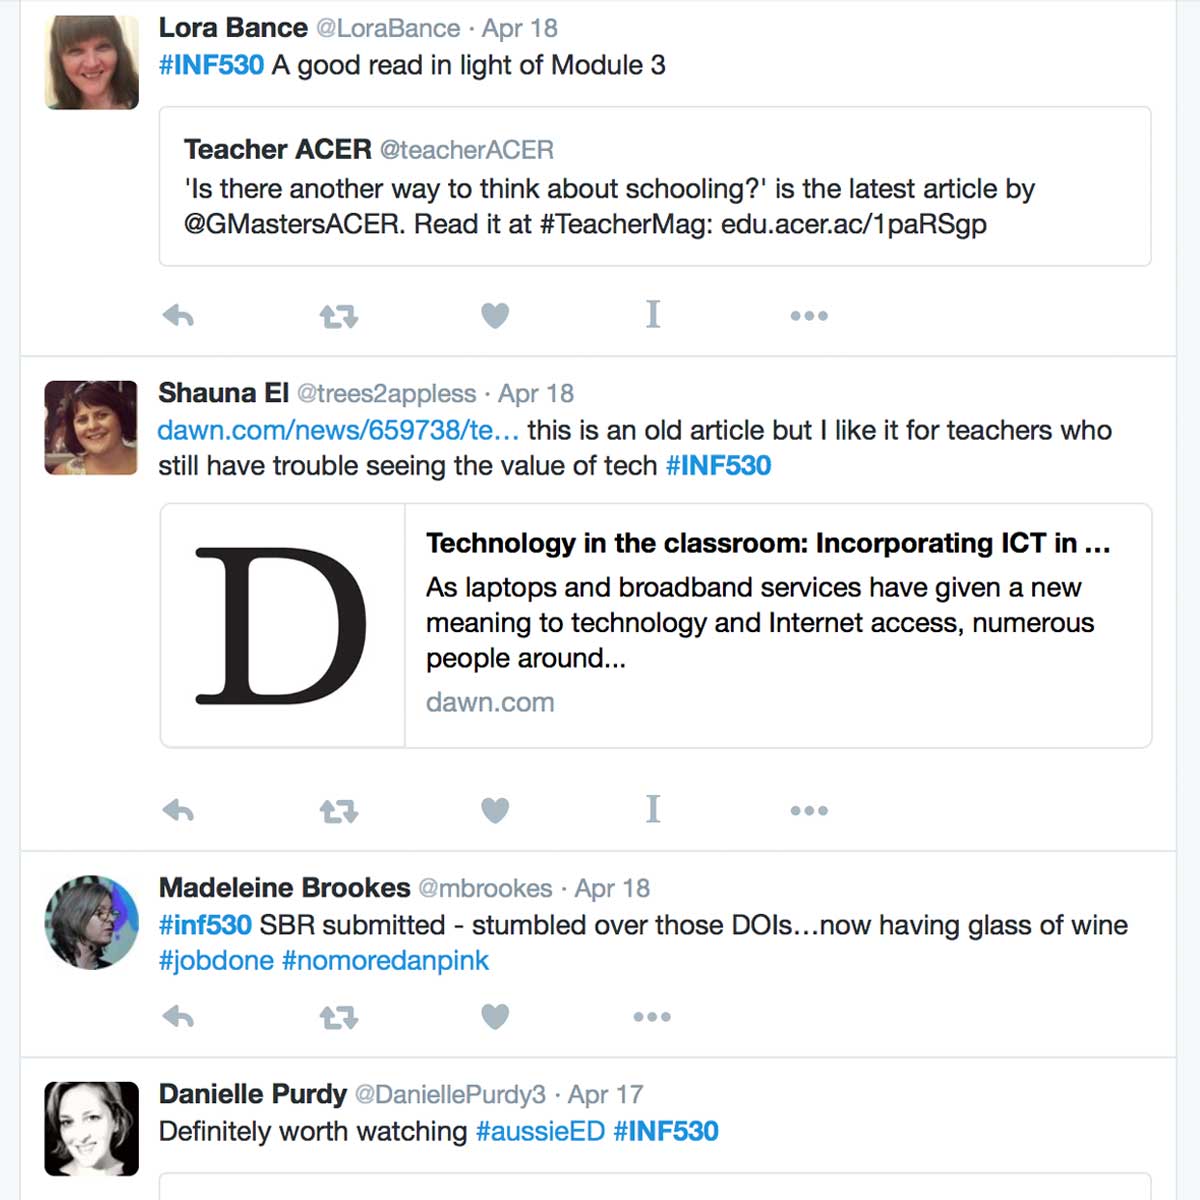 Lora Bance @LoraBance · Apr 18
#INF530 A good read in light of Module 3
Teacher ACER @teacherACER
'Is there another way to think about schooling?' is the latest article by
@GMastersACER. Read it at #TeacherMag: edu.acer.ac/1paRSgp
Shauna El @trees2appless · Apr 18
dawn.com/news/659738/te… this is an old article but I like it for teachers who
still have trouble seeing the value of tech #INF530
D
Technology in the classroom: Incorporating ICT in ...
As laptops and broadband services have given a new
meaning to technology and Internet access, numerous
people around...
dawn.com
Madeleine Brookes @mbrookes · Apr 18
#inf530 SBR submitted - stumbled over those DOIs...now having glass of wine
#jobdone #nomoredanpink
Danielle Purdy @DaniellePurdy3 · Apr 17
Definitely worth watching #aussieED #INF530